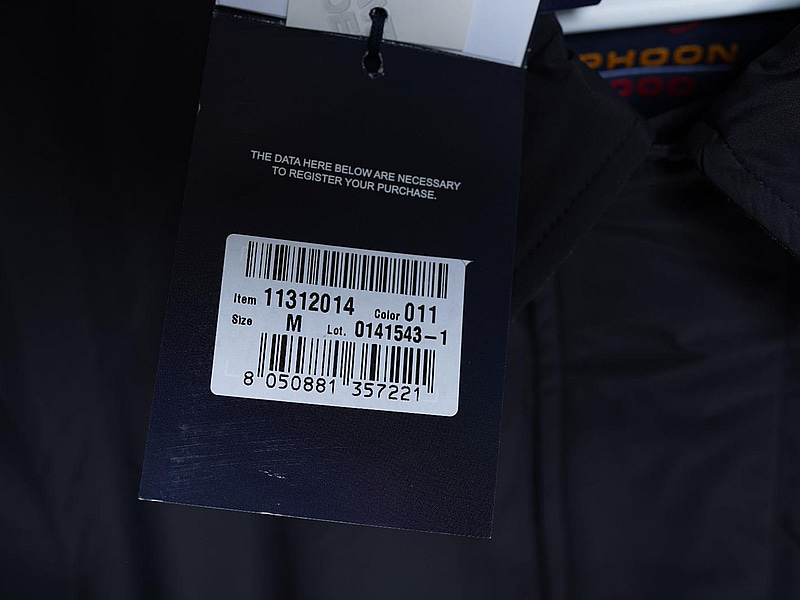 PHOON
THE DATA HERE BELOW ARE NECESSARY
TO REGISTER YOUR PURCHASE.
Item 11312014 Color 011
Size M Lot. 0141543-1
8 050881 357221